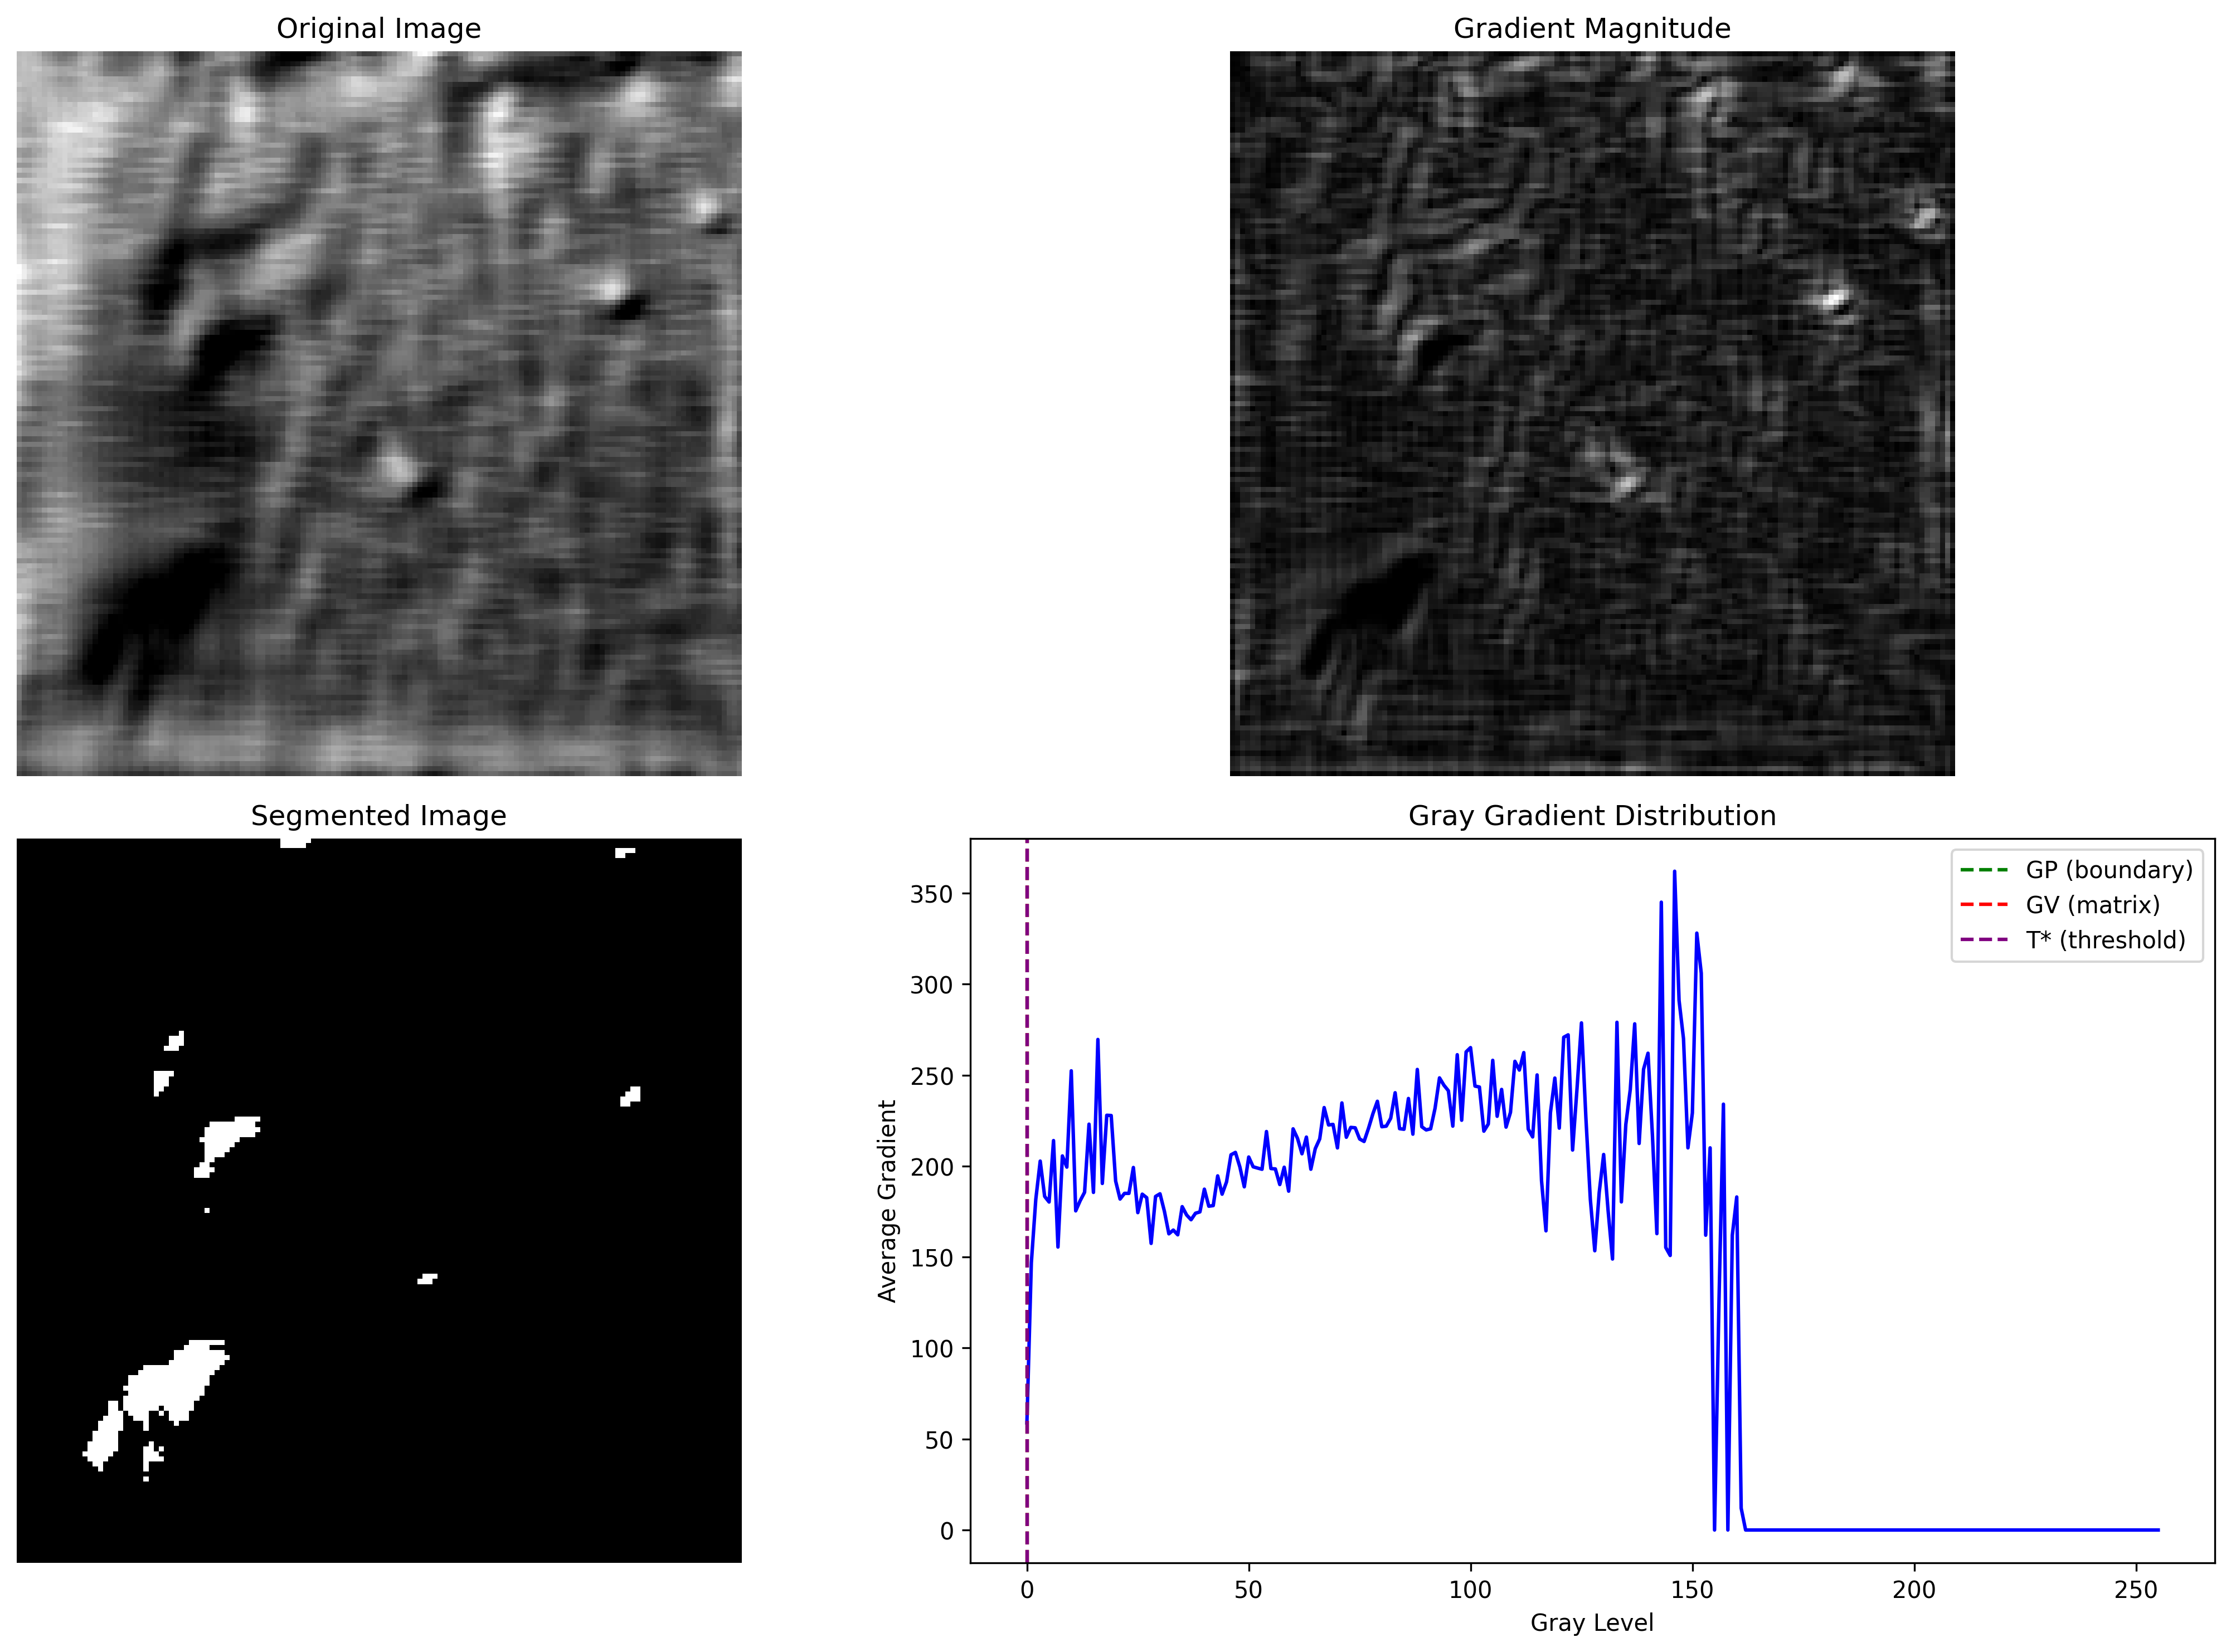 Original Image
Gradient Magnitude
Segmented Image
Gray Gradient Distribution
GP (boundary)
GV (matrix)
T* (threshold)
Average Gradient
350
300
250
200
150
100
50
0
0 50 100 150 200 250
Gray Level